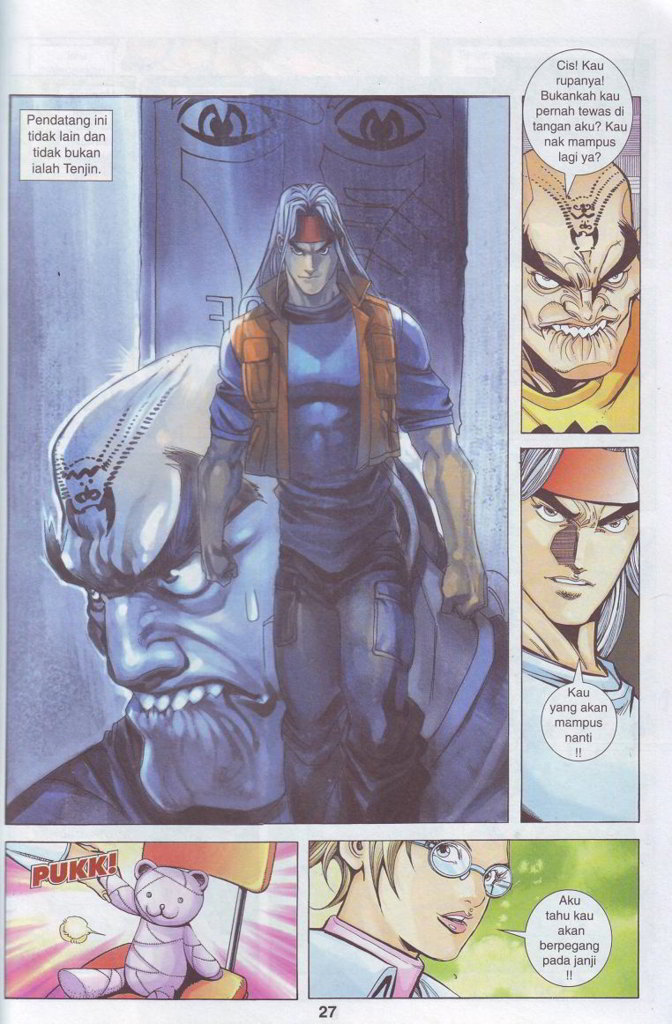 Pendatang ini
tidak lain dan
tidak bukan
ialah Tenjin.
Cis! Kau
rupanya!
Bukankah kau
pernah tewas di
tangan aku? Kau
nak mampus
lagi ya?
Kau
yang akan
mampus
nanti
!!
PUKK!
Aku
tahu kau
akan
berpegang
pada janji
!!
27